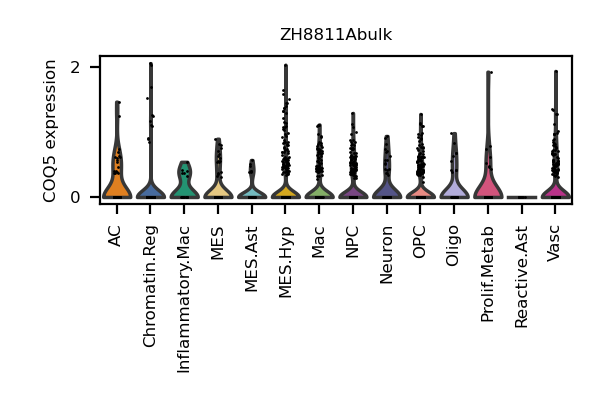 ZH8811Abulk
COQ5 expression
2
0
AC
Chromatin.Reg
Inflammatory.Mac
MES
MES.Ast
MES.Hyp
Mac
NPC
Neuron
OPC
Oligo
Prolif.Metab
Reactive.Ast
Vasc